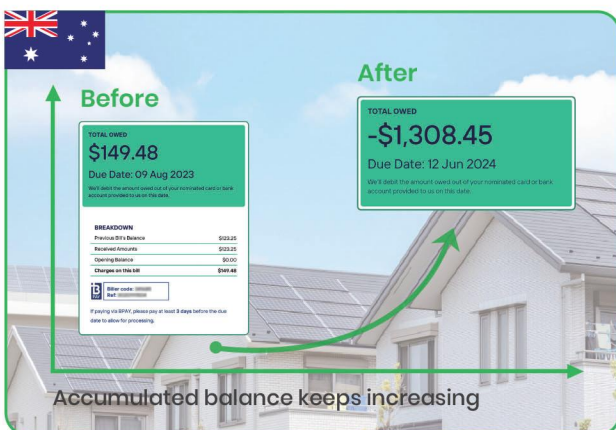 Before
TOTAL OWED
$149.48
Due Date: 09 Aug 2023
We'll debit the amount owed out of your nominated card or bank
account provided to us on this date.
BREAKDOWN
Previous Bill's Balance $123.25
Received Amounts $123.25
Opening Balance $0.00
Charges on this bill $149.48
B
PAY
Biller code:
Ref:
If paying via BPAY, please pay at least 3 days before the due
date to allow for processing.
After
TOTAL OWED
-$1,308.45
Due Date: 12 Jun 2024
We'll debit the amount owed out of your nominated card or bank
account provided to us on this date.
Accumulated balance keeps increasing